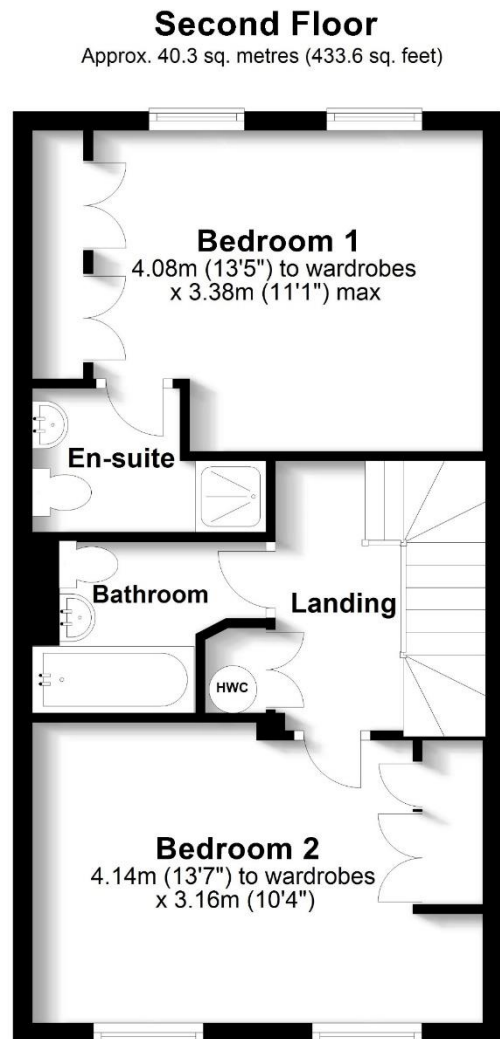 Second Floor
Approx. 40.3 sq. metres (433.6 sq. feet)
Bedroom 1
4.08m (13'5") to wardrobes
x 3.38m (11'1") max
En-suite
Bathroom
Landing
HWC
Bedroom 2
4.14m (13'7") to wardrobes
x 3.16m (10'4")